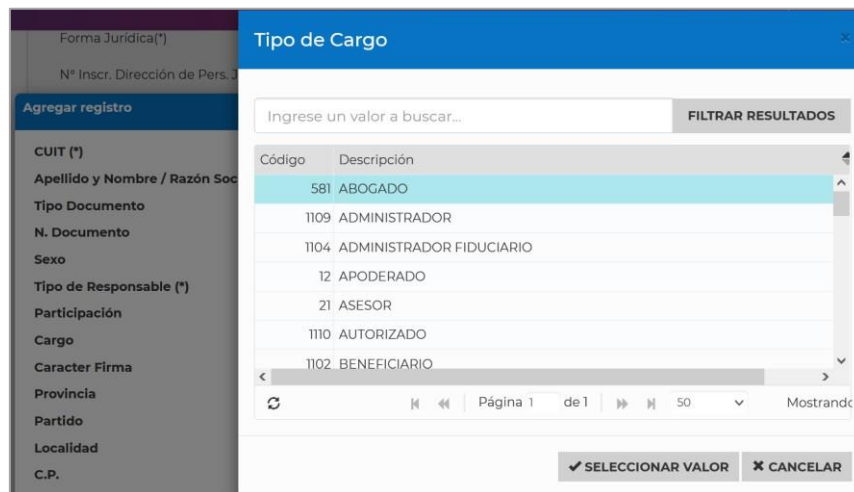 Forma Jurídica(*)
N° Inscr. Dirección de Pers. J
Agregar registro
CUIT (*)
Apellido y Nombre / Razón Soc
Tipo Documento
N. Documento
Sexo
Tipo de Responsable (*)
Participación
Cargo
Caracter Firma
Provincia
Partido
Localidad
C.P.
Tipo de Cargo
×
Ingrese un valor a buscar...
FILTRAR RESULTADOS
Código Descripción
581 ABOGADO
1109 ADMINISTRADOR
1104 ADMINISTRADOR FIDUCIARIO
12 APODERADO
21 ASESOR
1110 AUTORIZADO
1102 BENEFICIARIO
Página 1 de 1 50 Mostrando
SELECCIONAR VALOR
CANCELAR